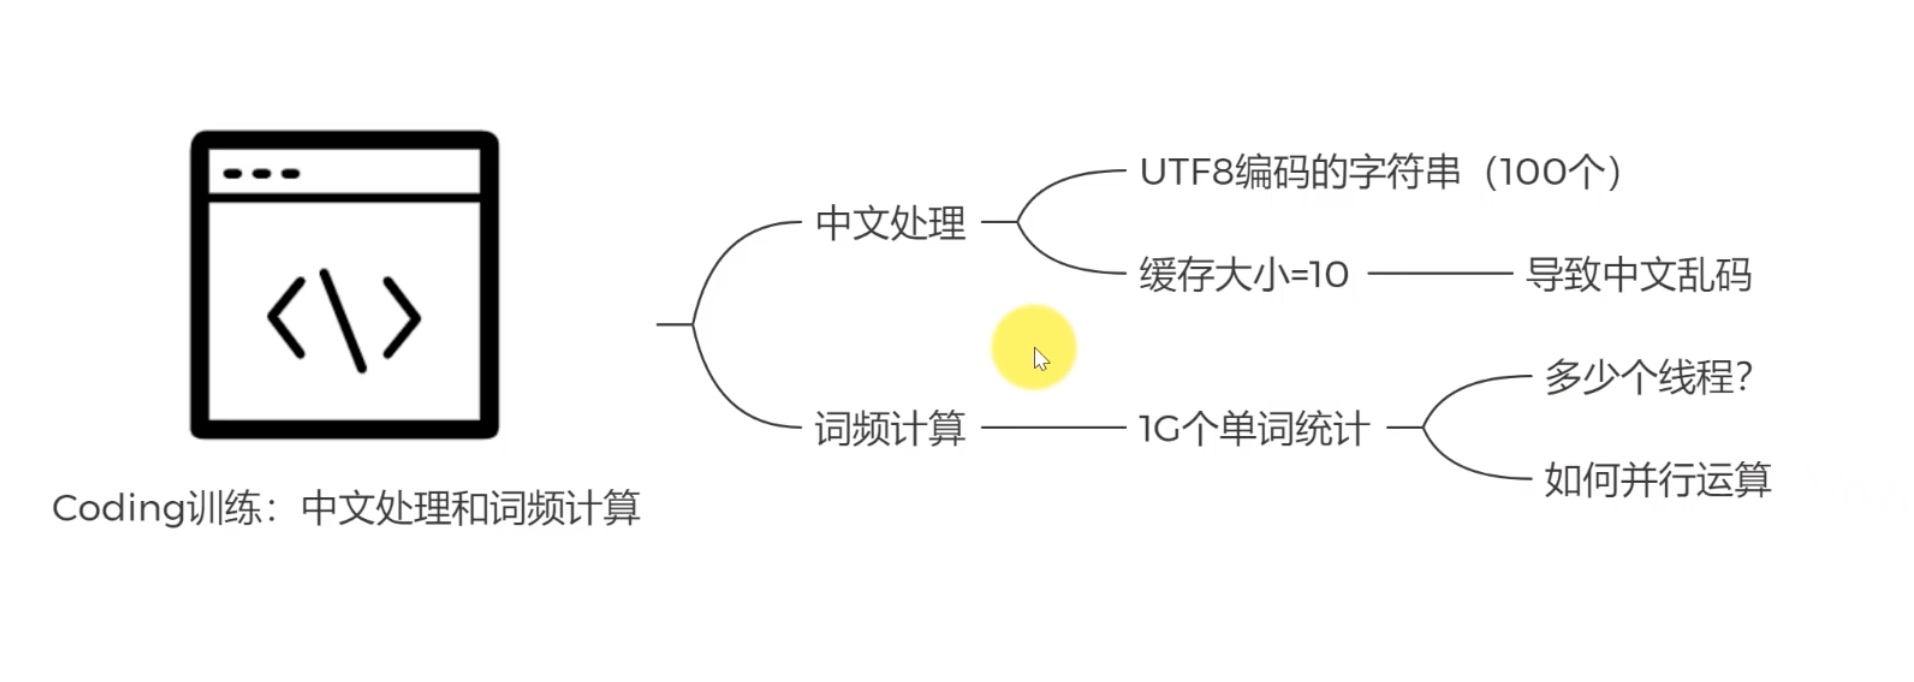 UTF8编码的字符串（100个）
中文处理
缓存大小=10
导致中文乱码
多少个线程？
词频计算
1G个单词统计
如何并行运算
Coding训练：中文处理和词频计算